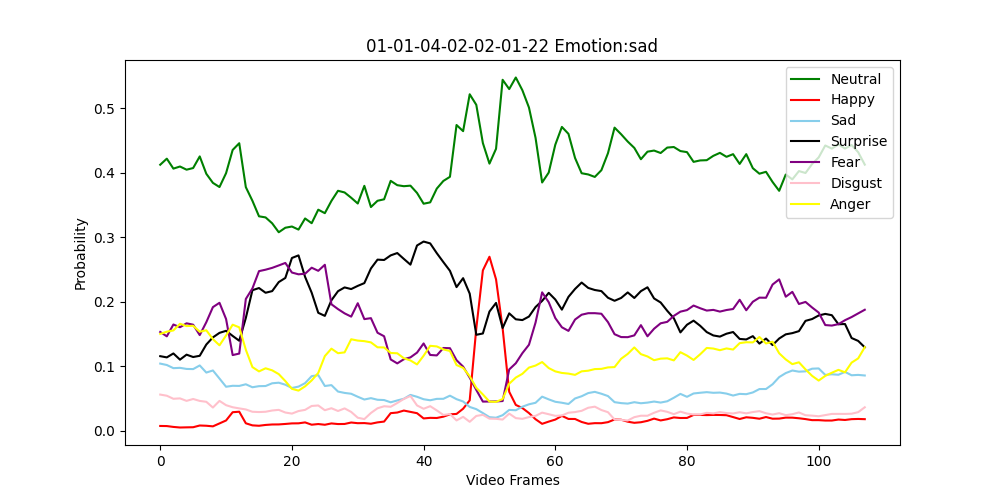 01-01-04-02-02-01-22 Emotion:sad
Neutral
Happy
Sad
Surprise
Fear
Disgust
Anger
Probability
0.5
0.4
0.3
0.2
0.1
0.0
0 20 40 60 80 100
Video Frames